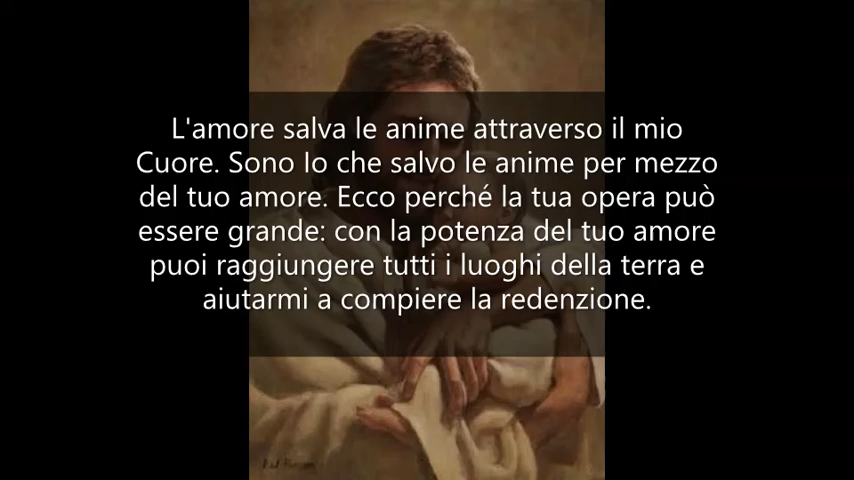 L'amore salva le anime attraverso il mio
Cuore. Sono Io che salvo le anime per mezzo
del tuo amore. Ecco perché la tua opera può
essere grande: con la potenza del tuo amore
puoi raggiungere tutti i luoghi della terra e
aiutarmi a compiere la redenzione.